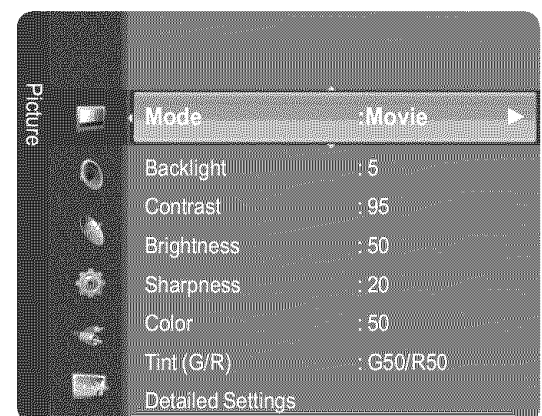 Picture
Mode :Movie
Backlight : 5
Contrast : 95
Brightness : 50
Sharpness : 20
Color : 50
Tint (G/R) : G50/R50
Detailed Settings